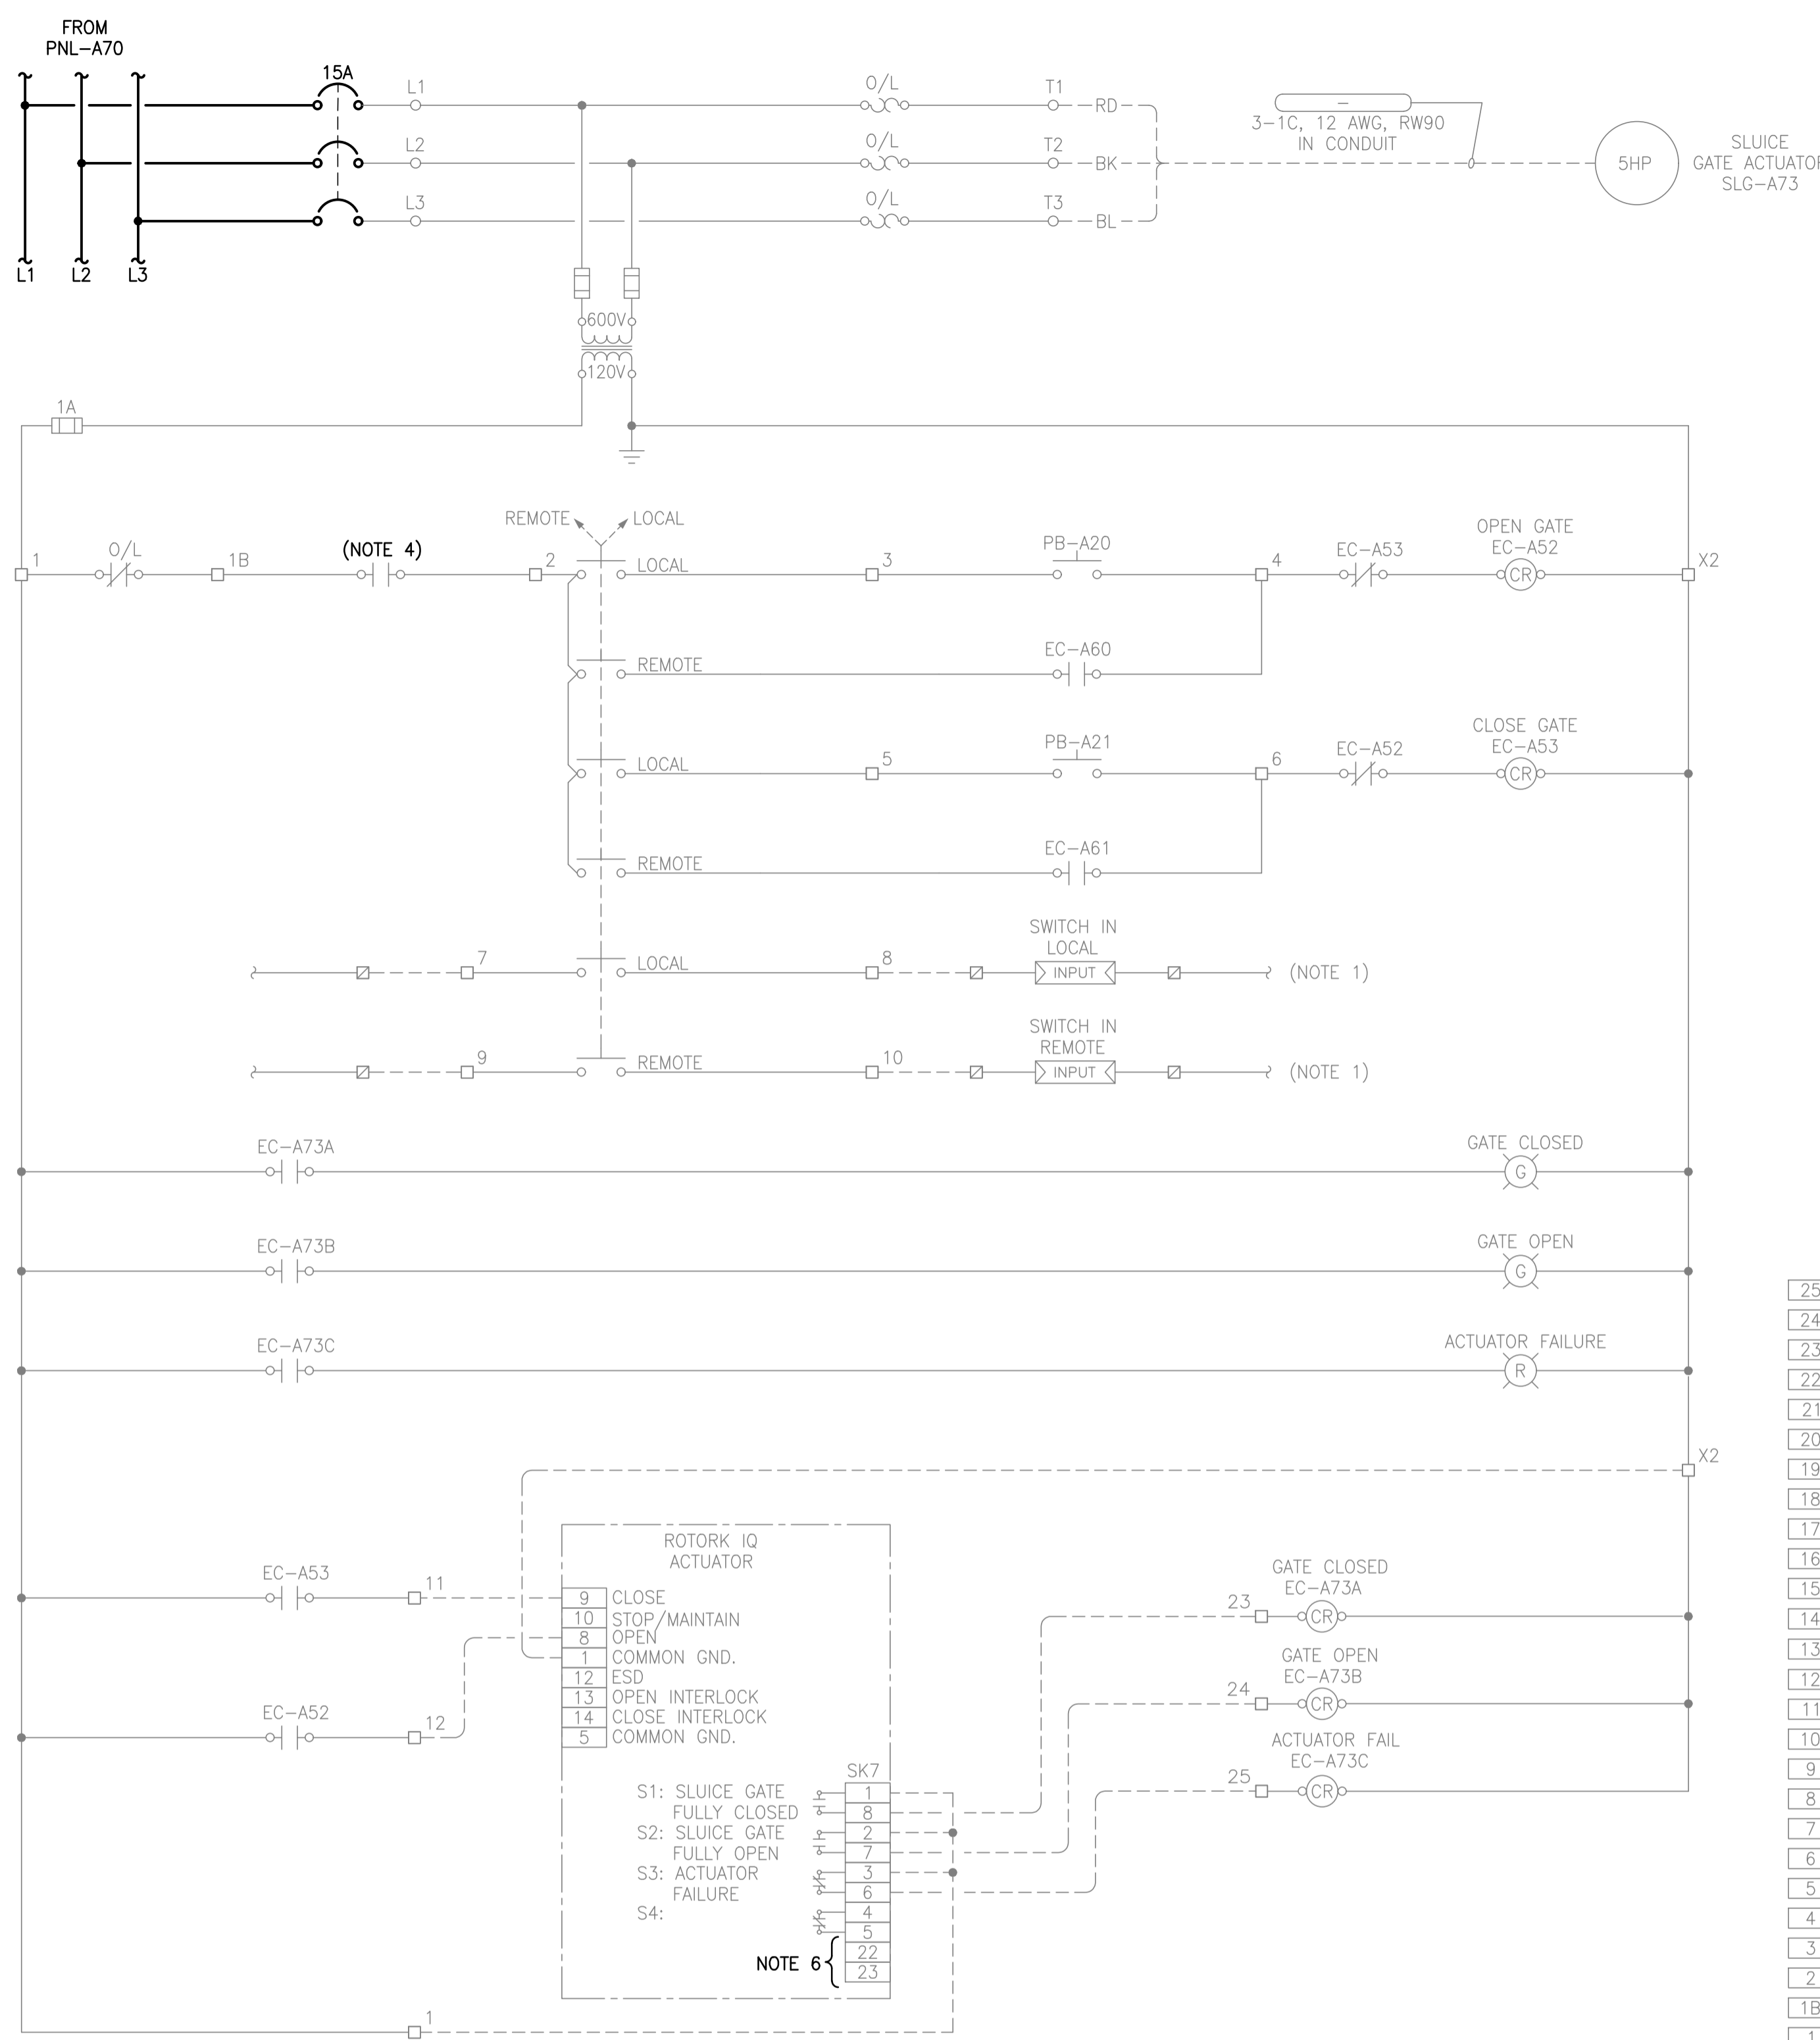 FROM
PNL-A70
15A
L1
O/L
T1
RD
3-1C, 12 AWG, RW90
IN CONDUIT
L2
O/L
T2
BK
5HP
SLUICE
GATE ACTUATOR
SLG-A73
L3
O/L
T3
BL
L1
L2
L3
600V
120V
1A
REMOTE
LOCAL
1
O/L
1B
(NOTE 4)
2
LOCAL
3
PB-A20
4
EC-A53
OPEN GATE
EC-A52
CR
X2
REMOTE
EC-A60
LOCAL
5
PB-A21
6
EC-A52
CLOSE GATE
EC-A53
CR
REMOTE
EC-A61
7
LOCAL
8
SWITCH IN
LOCAL
INPUT
(NOTE 1)
9
REMOTE
10
SWITCH IN
REMOTE
INPUT
(NOTE 1)
EC-A73A
GATE CLOSED
G
EC-A73B
GATE OPEN
G
EC-A73C
ACTUATOR FAILURE
R
X2
ROTORK IQ
ACTUATOR
EC-A53
11
9 CLOSE
10 STOP/MAINTAIN
8 OPEN
1 COMMON GND.
12 ESD
13 OPEN INTERLOCK
14 CLOSE INTERLOCK
5 COMMON GND.
EC-A52
12
GATE CLOSED
EC-A73A
23
CR
GATE OPEN
EC-A73B
24
CR
ACTUATOR FAIL
EC-A73C
25
CR
SK7
S1: SLUICE GATE
FULLY CLOSED
S2: SLUICE GATE
FULLY OPEN
S3: ACTUATOR
FAILURE
S4:
1
8
2
7
3
6
4
5
22
23
NOTE 6
1
25
24
23
22
21
20
19
18
17
16
15
14
13
12
11
10
9
8
7
6
5
4
3
2
1B
1